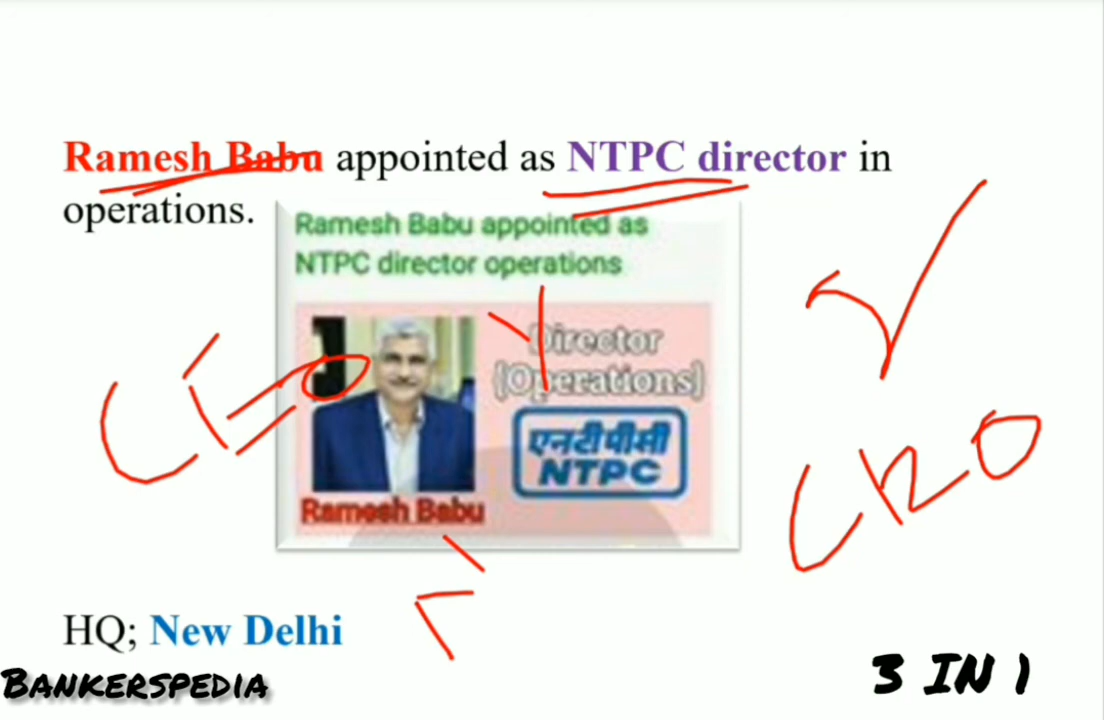 Ramesh Babu appointed as NTPC director in
operations.
Ramesh Babu appointed as
NTPC director operations
Director
(Operations)
एनटीपीसी
NTPC
Ramesh Babu
CEO
CRO
HQ; New Delhi
BANKERSPEDIA
3 IN 1